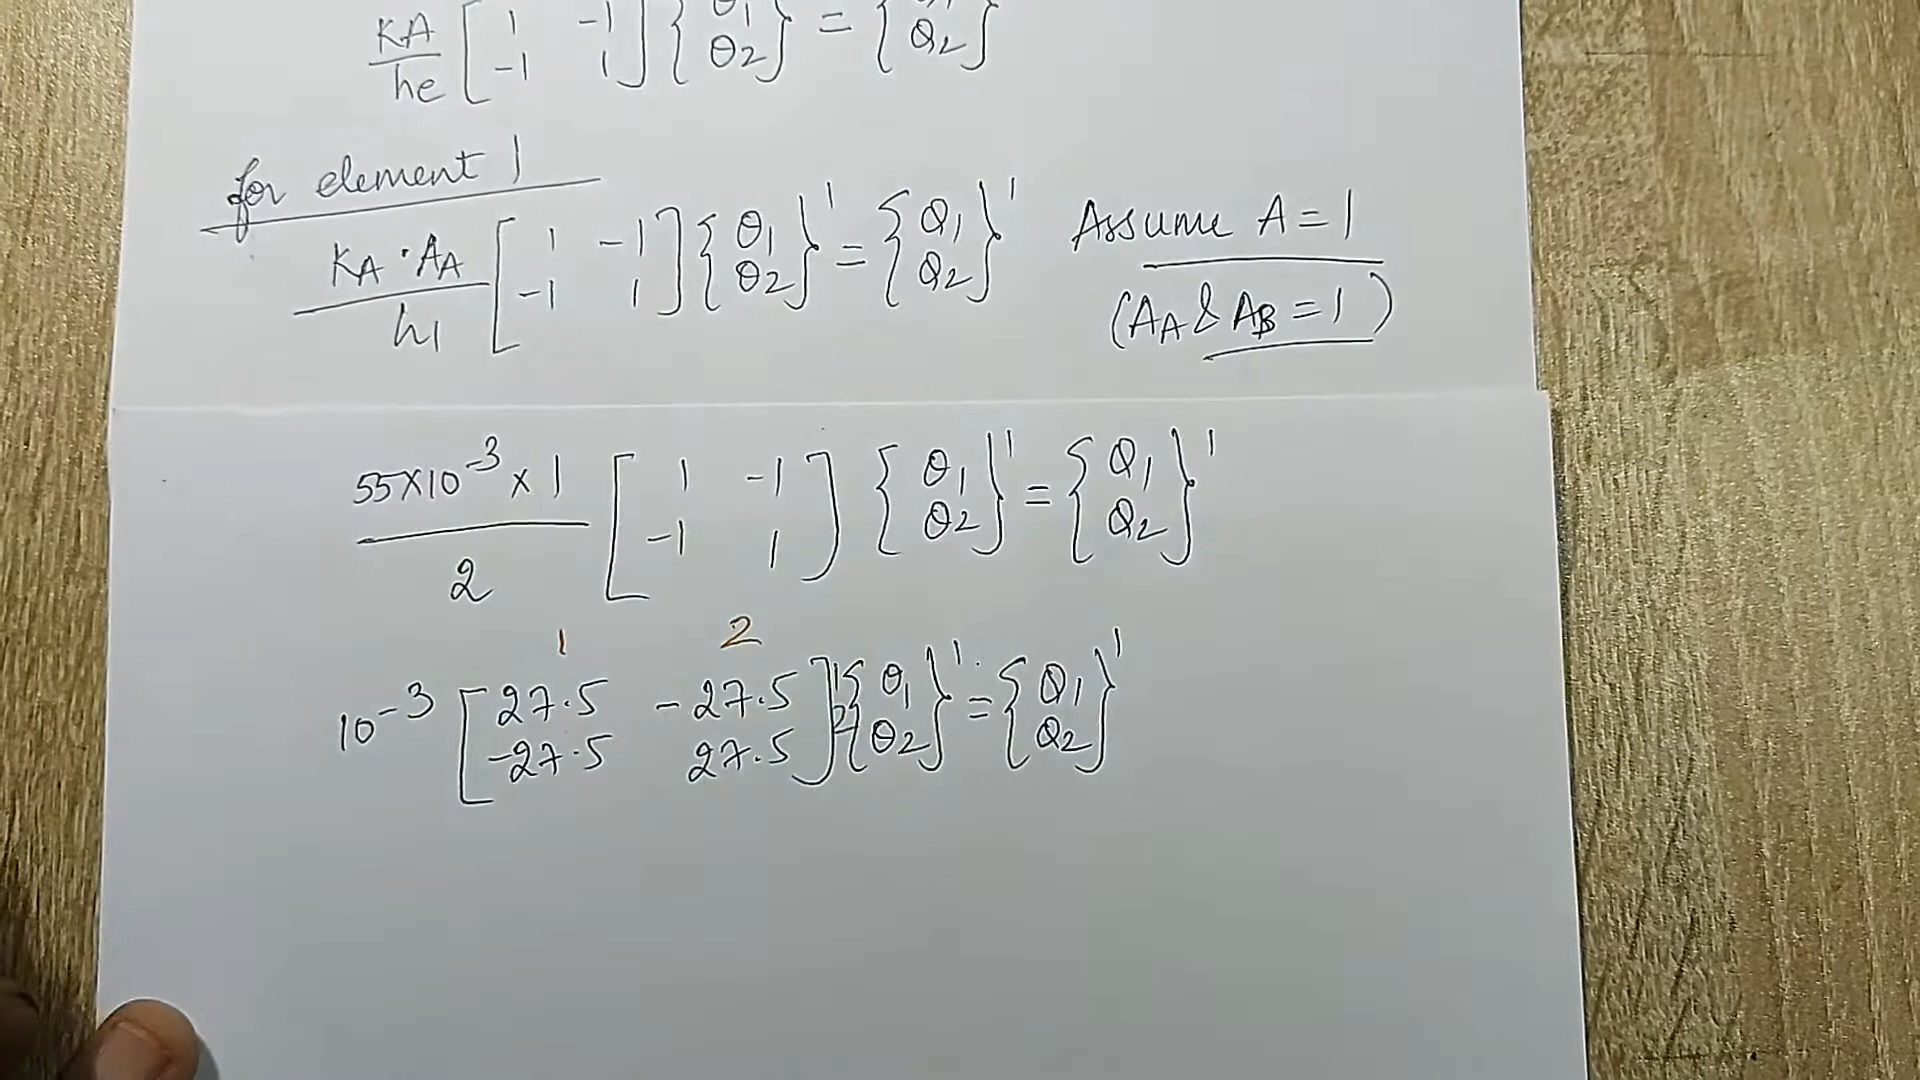 KA/he [1 -1; -1 1] {θ1; θ2} = {Q1; Q2}
for element 1
KA·AA/h1 [1 -1; -1 1] {θ1; θ2}¹ = {Q1; Q2}¹
Assume A = 1
(AA & AB = 1)
55×10⁻³ × 1/2 [1 -1; -1 1] {θ1; θ2}¹ = {Q1; Q2}¹
1 2
10⁻³ [27.5 -27.5; -27.5 27.5] 1 2 {θ1; θ2}¹ = {Q1; Q2}¹